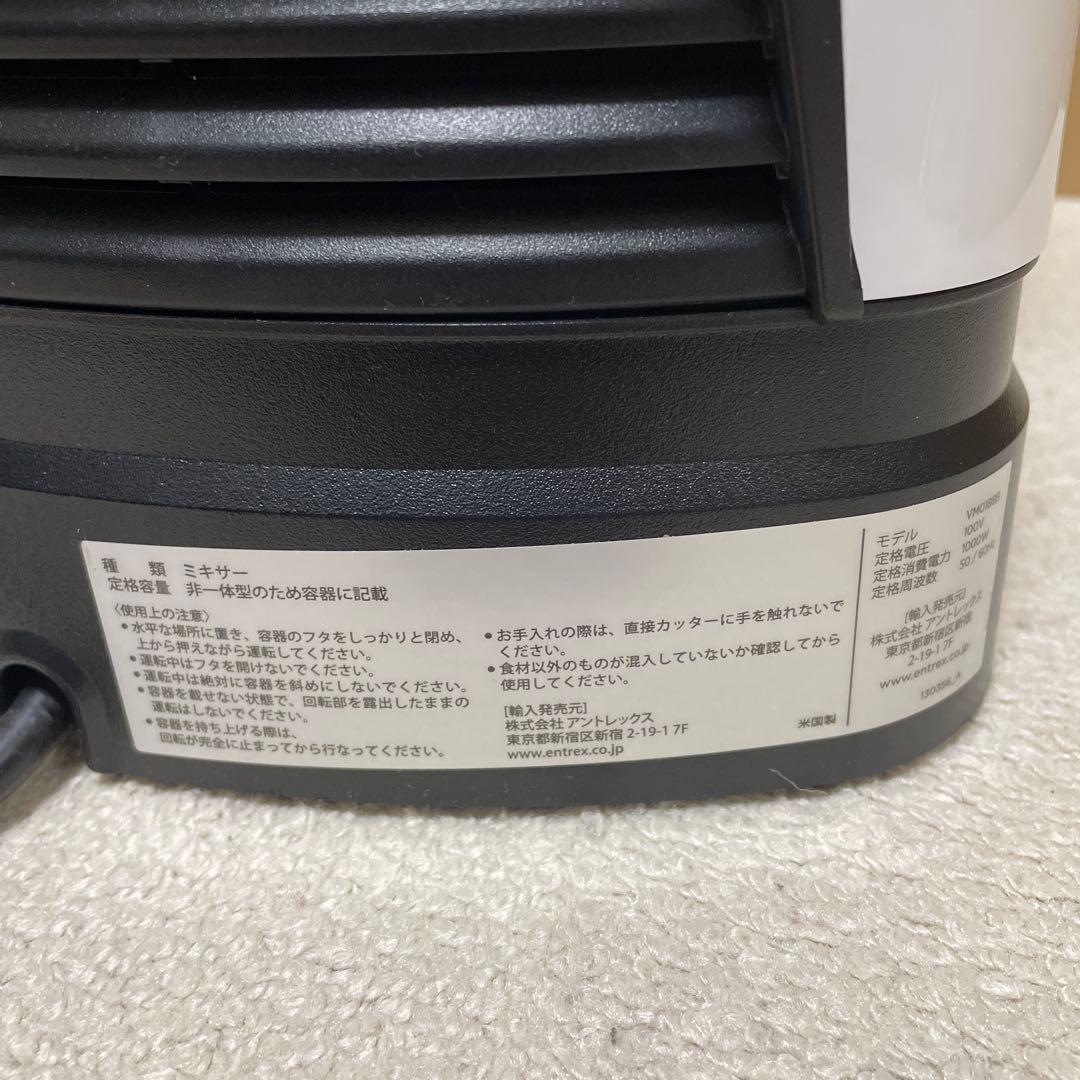 種 類 ミキサー
定格容量 非一体型のため容器に記載
〈使用上の注意〉
●水平な場所に置き、容器のフタをしっかりと閉め、
上から押えながら運転してください。
●運転中はフタを開けないでください。
●運転中は絶対に容器を斜めにしないでください。
●容器を載せない状態で、回転部を露出したままの
運転はしないでください。
●容器を持ち上げる際は、
回転が完全に止まってから行なってください。
●お手入れの際は、直接カッターに手を触れないで
ください。
●食材以外のものが混入していないか確認してから
使用してください。
[輸入発売元]
株式会社 アントレックス
東京都新宿区新宿 2-19-1 7F
www.entrex.co.jp
モデル VM0188B
定格電圧 100V
定格消費電力 1000W
定格周波数 50 / 60Hz
[輸入発売元]
株式会社 アントレックス
東京都新宿区新宿
2-19-1 7F
www.entrex.co.jp
130358_A